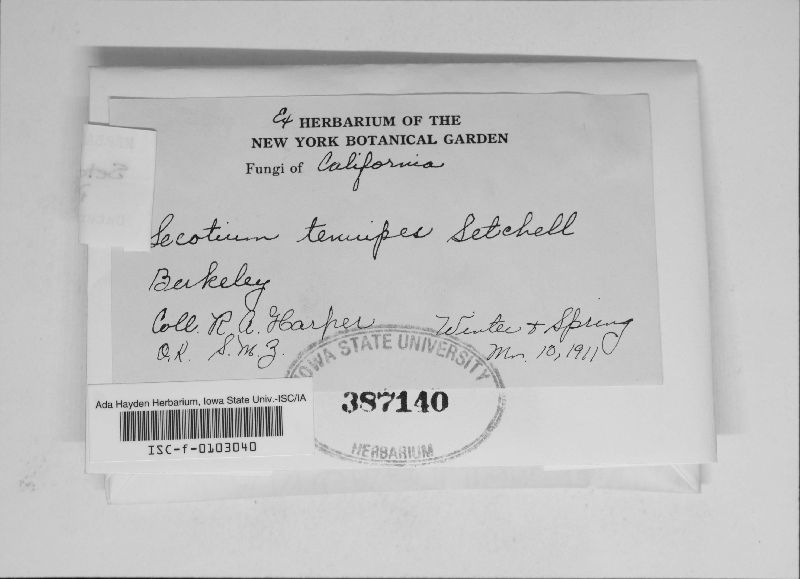 Ex HERBARIUM OF THE
NEW YORK BOTANICAL GARDEN
Fungi of California
Secotium tenuipes Setchell
Berkeley
Coll. R. A. Harper Winter & Spring
O.K. S.M.Z. Mr. 10, 1911
IOWA STATE UNIVERSITY
387140
HERBARIUM
Ada Hayden Herbarium, Iowa State Univ.-ISC/IA
ISC-f-0103040